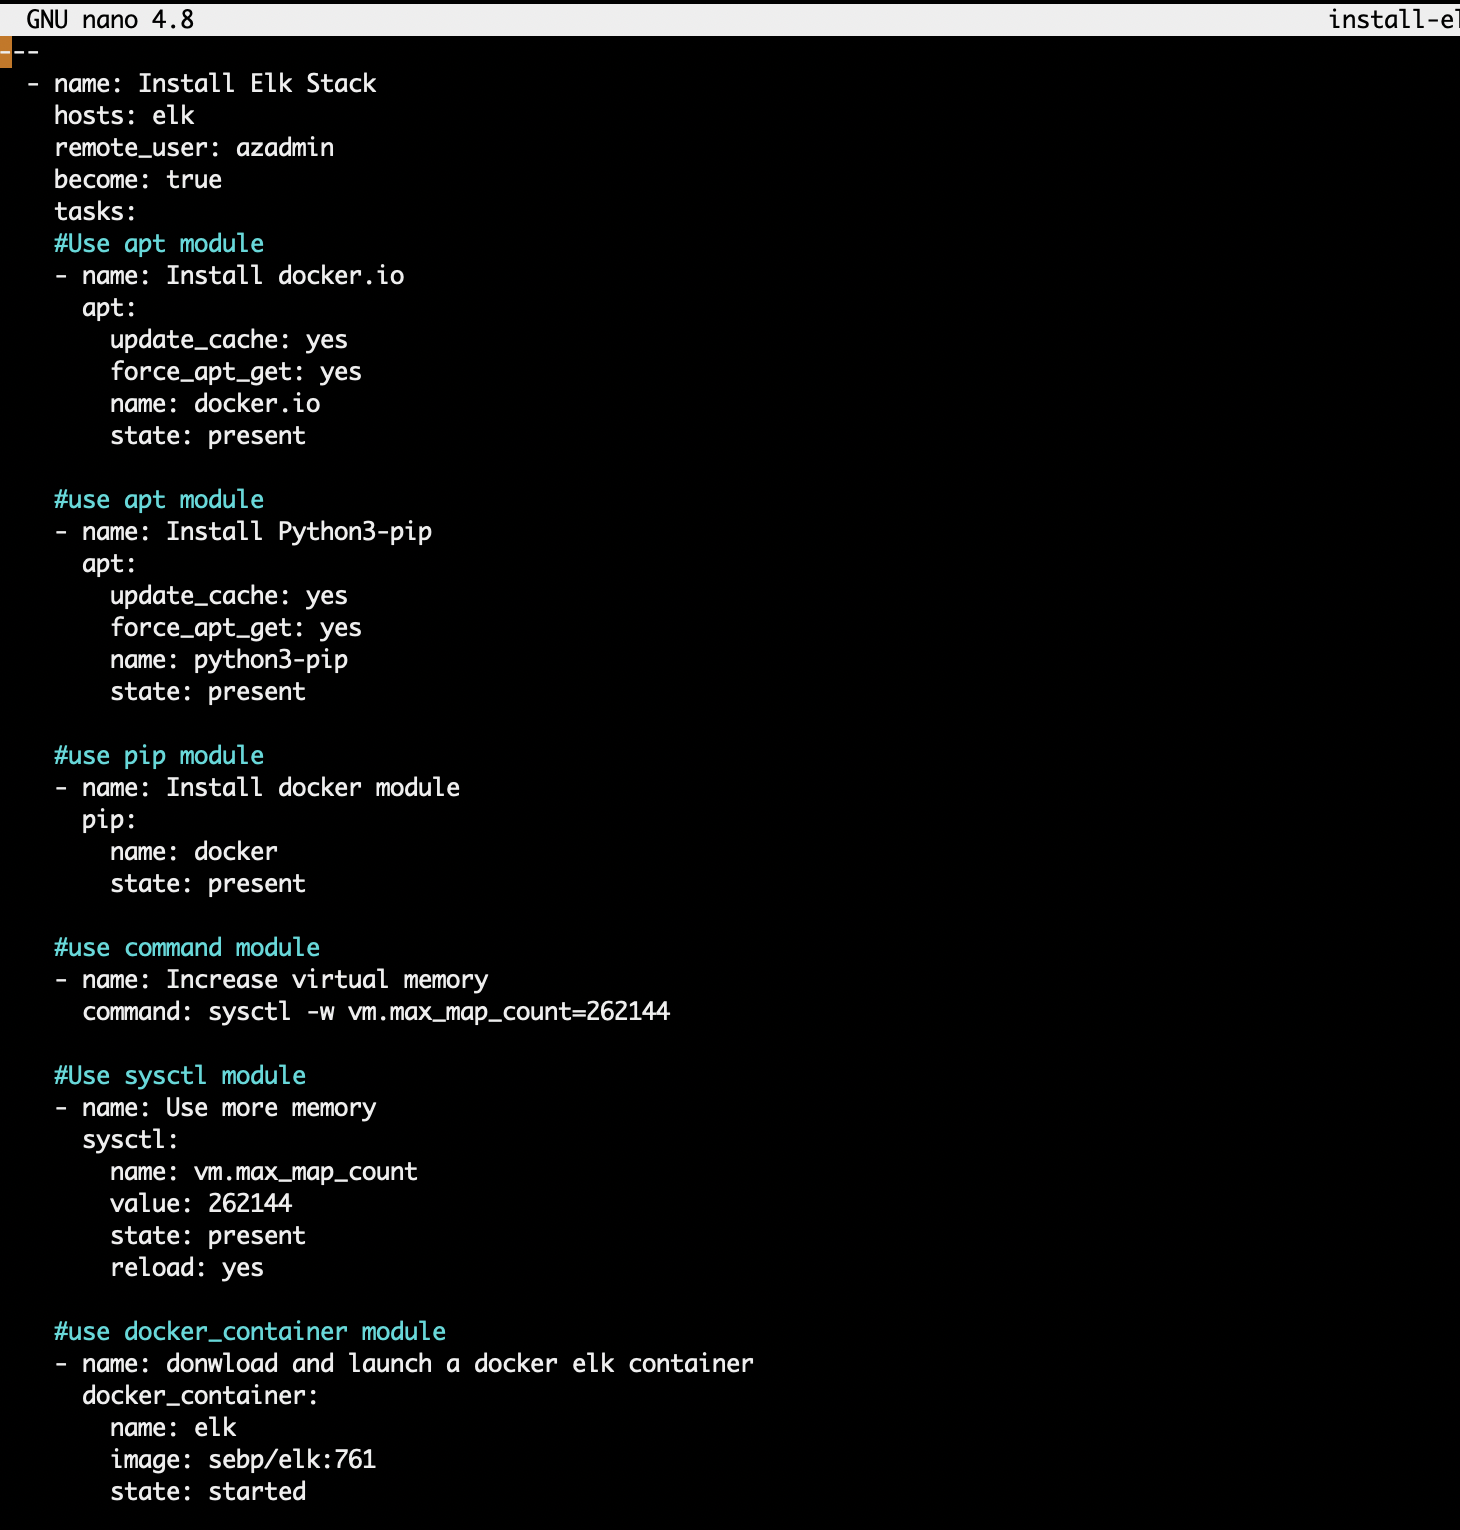 GNU nano 4.8 install-el
---
- name: Install Elk Stack
hosts: elk
remote_user: azadmin
become: true
tasks:
#Use apt module
- name: Install docker.io
apt:
update_cache: yes
force_apt_get: yes
name: docker.io
state: present
#use apt module
- name: Install Python3-pip
apt:
update_cache: yes
force_apt_get: yes
name: python3-pip
state: present
#use pip module
- name: Install docker module
pip:
name: docker
state: present
#use command module
- name: Increase virtual memory
command: sysctl -w vm.max_map_count=262144
#Use sysctl module
- name: Use more memory
sysctl:
name: vm.max_map_count
value: 262144
state: present
reload: yes
#use docker_container module
- name: donwload and launch a docker elk container
docker_container:
name: elk
image: sebp/elk:761
state: started